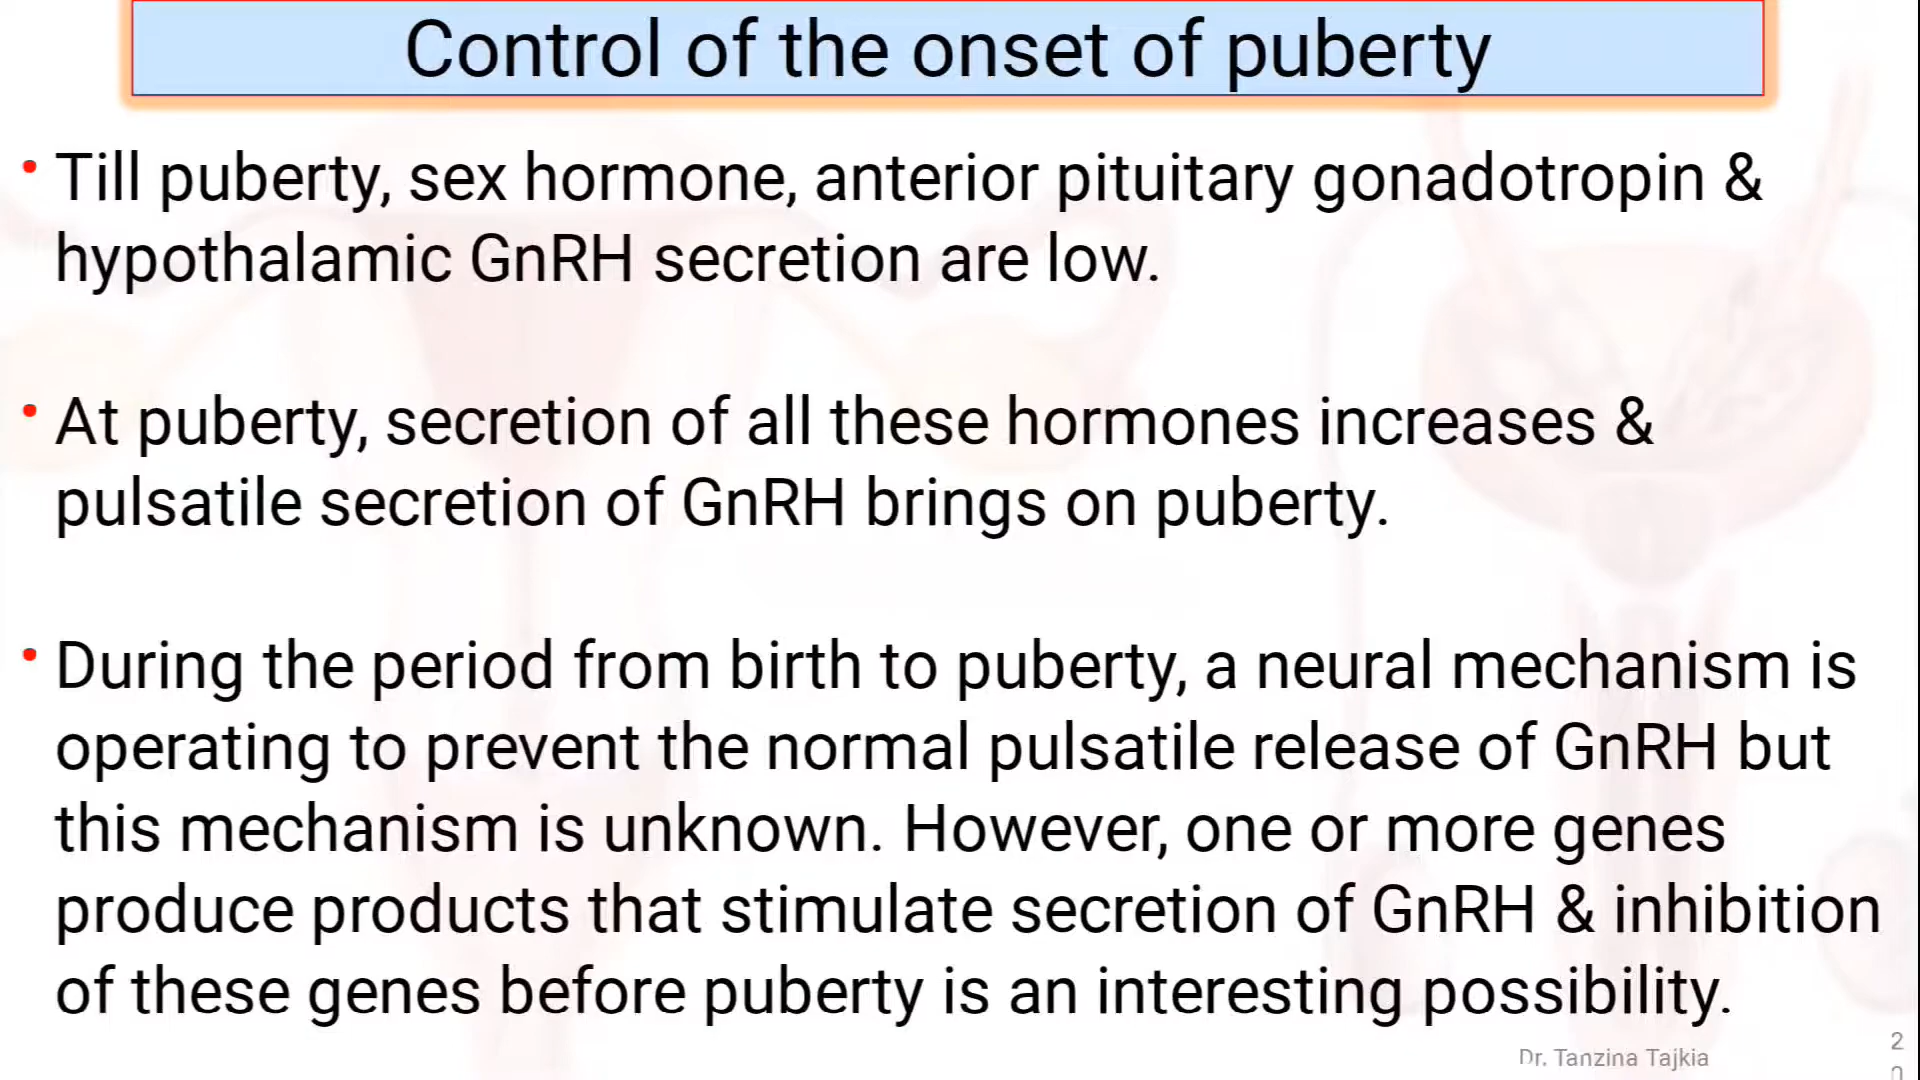 Control of the onset of puberty
• Till puberty, sex hormone, anterior pituitary gonadotropin &
hypothalamic GnRH secretion are low.
• At puberty, secretion of all these hormones increases &
pulsatile secretion of GnRH brings on puberty.
• During the period from birth to puberty, a neural mechanism is
operating to prevent the normal pulsatile release of GnRH but
this mechanism is unknown. However, one or more genes
produce products that stimulate secretion of GnRH & inhibition
of these genes before puberty is an interesting possibility.
Dr. Tanzina Tajkia
2
0